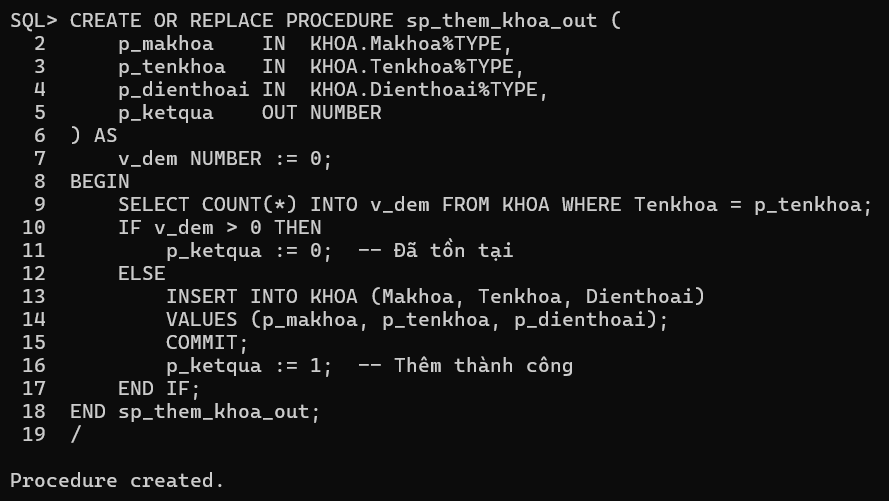 SQL> CREATE OR REPLACE PROCEDURE sp_them_khoa_out (
  2      p_makhoa    IN  KHOA.Makhoa%TYPE,
  3      p_tenkhoa   IN  KHOA.Tenkhoa%TYPE,
  4      p_dienthoai IN  KHOA.Dienthoai%TYPE,
  5      p_ketqua    OUT NUMBER
  6  ) AS
  7      v_dem NUMBER := 0;
  8  BEGIN
  9      SELECT COUNT(*) INTO v_dem FROM KHOA WHERE Tenkhoa = p_tenkhoa;
 10      IF v_dem > 0 THEN
 11          p_ketqua := 0;  -- Đã tồn tại
 12      ELSE
 13          INSERT INTO KHOA (Makhoa, Tenkhoa, Dienthoai)
 14          VALUES (p_makhoa, p_tenkhoa, p_dienthoai);
 15          COMMIT;
 16          p_ketqua := 1;  -- Thêm thành công
 17      END IF;
 18  END sp_them_khoa_out;
 19  /

Procedure created.